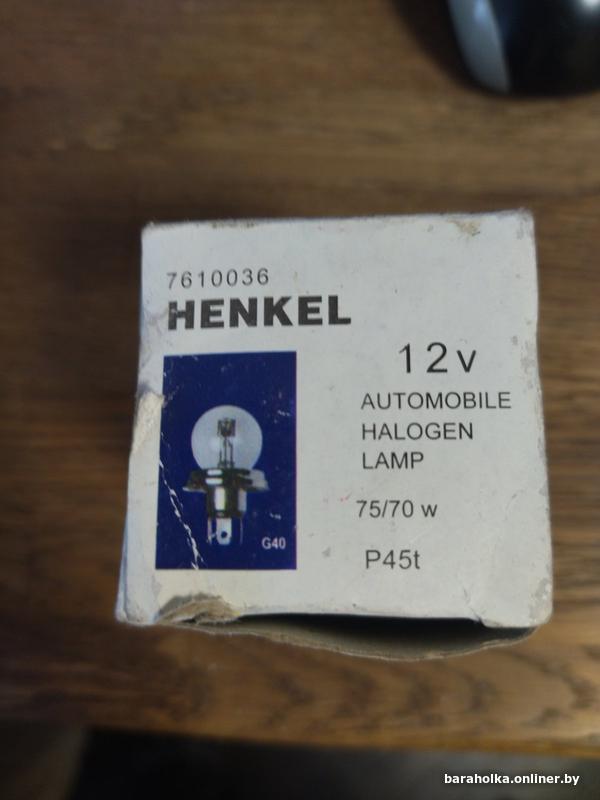 7610036
HENKEL
12v
AUTOMOBILE
HALOGEN
LAMP
75/70 w
P45t
G40
baraholka.onliner.by